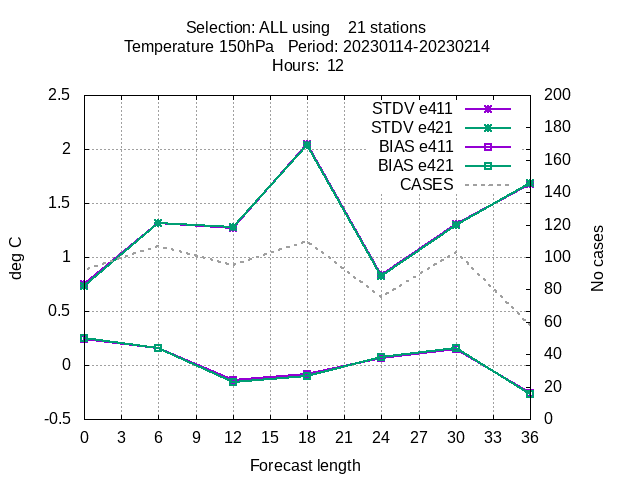 Selection: ALL using 21 stations
Temperature 150hPa Period: 20230114-20230214
Hours: 12
STDV e411
STDV e421
BIAS e411
BIAS e421
CASES
2.5
2
1.5
1
0.5
0
-0.5
deg C
200
180
160
140
120
100
80
60
40
20
0
No cases
0 3 6 9 12 15 18 21 24 27 30 33 36
Forecast length